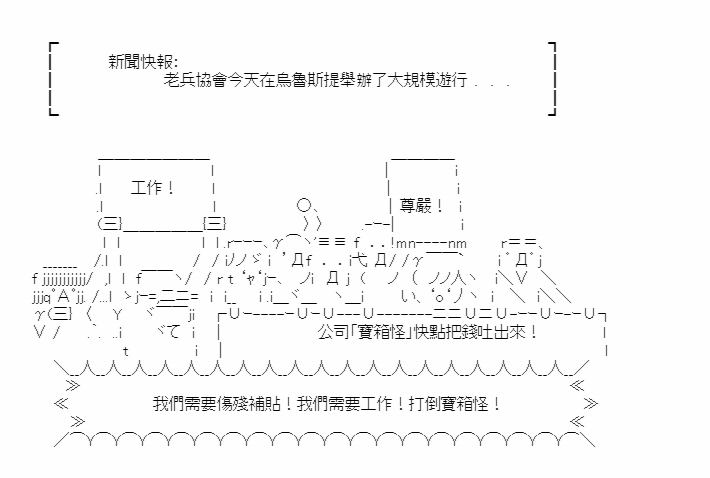 新聞快報:
老兵協會今天在烏魯斯提舉辦了大規模遊行．．．
工作！
尊嚴！
公司「寶箱怪」快點把錢吐出來！
我們需要傷殘補貼！我們需要工作！打倒寶箱怪！